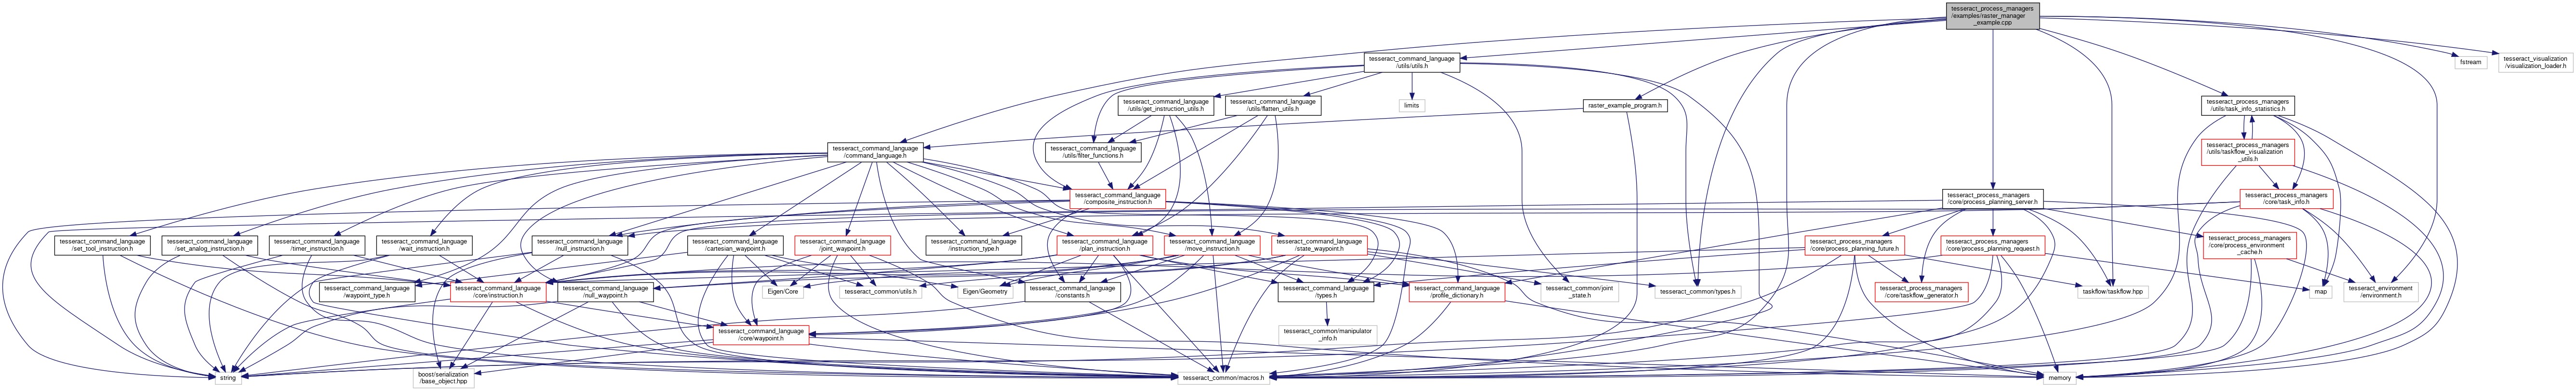 tesseract_process_managers
/examples/raster_manager
_example.cpp
tesseract_command_language
/utils/utils.h
fstream
tesseract_visualization
/visualization_loader.h
tesseract_command_language
/utils/get_instruction_utils.h
tesseract_command_language
/utils/flatten_utils.h
limits
raster_example_program.h
tesseract_process_managers
/utils/task_info_statistics.h
tesseract_command_language
/command_language.h
tesseract_command_language
/utils/filter_functions.h
tesseract_process_managers
/utils/taskflow_visualization
_utils.h
tesseract_command_language
/composite_instruction.h
tesseract_process_managers
/core/process_planning_server.h
tesseract_process_managers
/core/task_info.h
tesseract_command_language
/set_tool_instruction.h
tesseract_command_language
/set_analog_instruction.h
tesseract_command_language
/timer_instruction.h
tesseract_command_language
/wait_instruction.h
tesseract_command_language
/null_instruction.h
tesseract_command_language
/cartesian_waypoint.h
tesseract_command_language
/joint_waypoint.h
tesseract_command_language
/instruction_type.h
tesseract_command_language
/plan_instruction.h
tesseract_command_language
/move_instruction.h
tesseract_command_language
/state_waypoint.h
tesseract_process_managers
/core/process_planning_future.h
tesseract_process_managers
/core/process_planning_request.h
tesseract_process_managers
/core/process_environment
_cache.h
tesseract_command_language
/waypoint_type.h
tesseract_command_language
/core/instruction.h
tesseract_command_language
/null_waypoint.h
Eigen/Core
tesseract_common/utils.h
Eigen/Geometry
tesseract_command_language
/constants.h
tesseract_command_language
/types.h
tesseract_command_language
/profile_dictionary.h
tesseract_common/joint
_state.h
tesseract_common/types.h
tesseract_process_managers
/core/taskflow_generator.h
taskflow/taskflow.hpp
map
tesseract_environment
/environment.h
tesseract_command_language
/core/waypoint.h
tesseract_common/manipulator
_info.h
string
boost/serialization
/base_object.hpp
tesseract_common/macros.h
memory